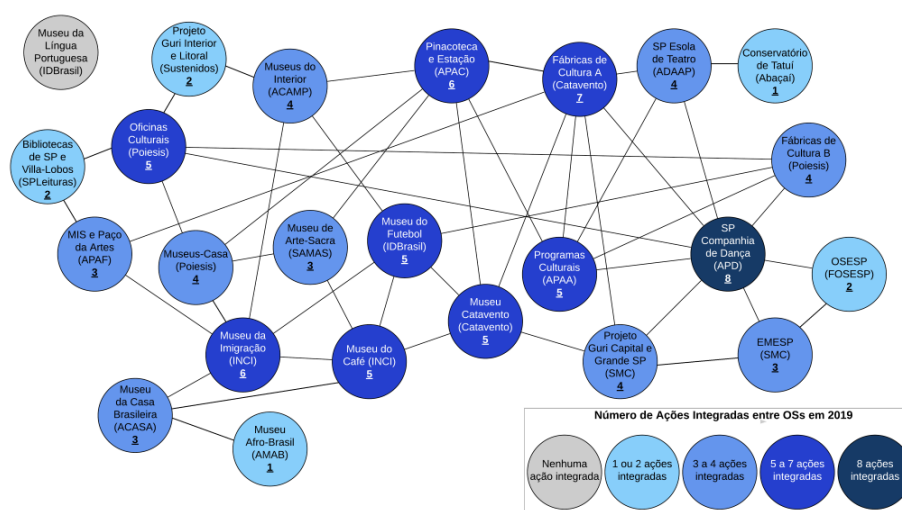 Museu da
Língua
Portuguesa
(IDBrasil)
Projeto
Guri Interior
e Litoral
(Sustenidos)
2
Museus do
Interior
(ACAMP)
4
Pinacoteca
e Estação
(APAC)
6
Fábricas de
Cultura A
(Catavento)
7
SP Escola
de Teatro
(ADAAP)
4
Conservatório
de Tatuí
(Abaçaí)
1
Oficinas
Culturais
(Poiesis)
5
Bibliotecas
de SP e
Villa-Lobos
(SPLeituras)
2
Fábricas de
Cultura B
(Poiesis)
4
MIS e Paço
da Artes
(APAF)
3
Museus-Casa
(Poiesis)
4
Museu de
Arte-Sacra
(SAMAS)
3
Museu do
Futebol
(IDBrasil)
5
Programas
Culturais
(APAA)
5
SP
Companhia
de Dança
(APD)
8
OSESP
(FOSESP)
2
Museu da
Imigração
(INCI)
6
Museu do
Café (INCI)
5
Museu
Catavento
(Catavento)
5
Projeto
Guri Capital e
Grande SP
(SMC)
4
EMESP
(SMC)
3
Museu
da Casa
Brasileira
(ACASA)
3
Museu
Afro-Brasil
(AMAB)
1
Número de Ações Integradas entre OSs em 2019
Nenhuma
ação integrada
1 ou 2 ações
integradas
3 a 4 ações
integradas
5 a 7 ações
integradas
8 ações
integradas